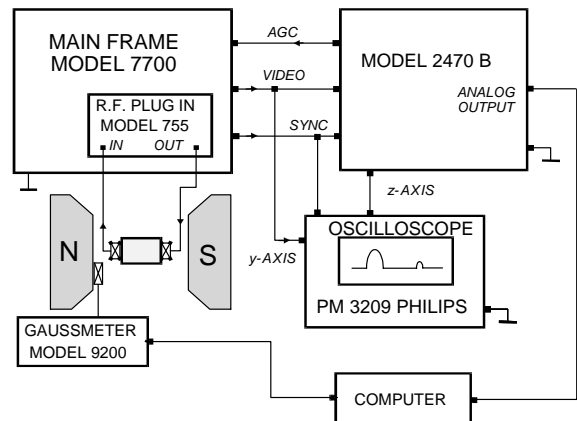 MAIN FRAME
MODEL 7700
R.F. PLUG IN
MODEL 755
IN OUT
AGC
VIDEO
SYNC
MODEL 2470 B
ANALOG
OUTPUT
z-AXIS
y-AXIS
N
S
OSCILLOSCOPE
PM 3209 PHILIPS
GAUSSMETER
MODEL 9200
COMPUTER